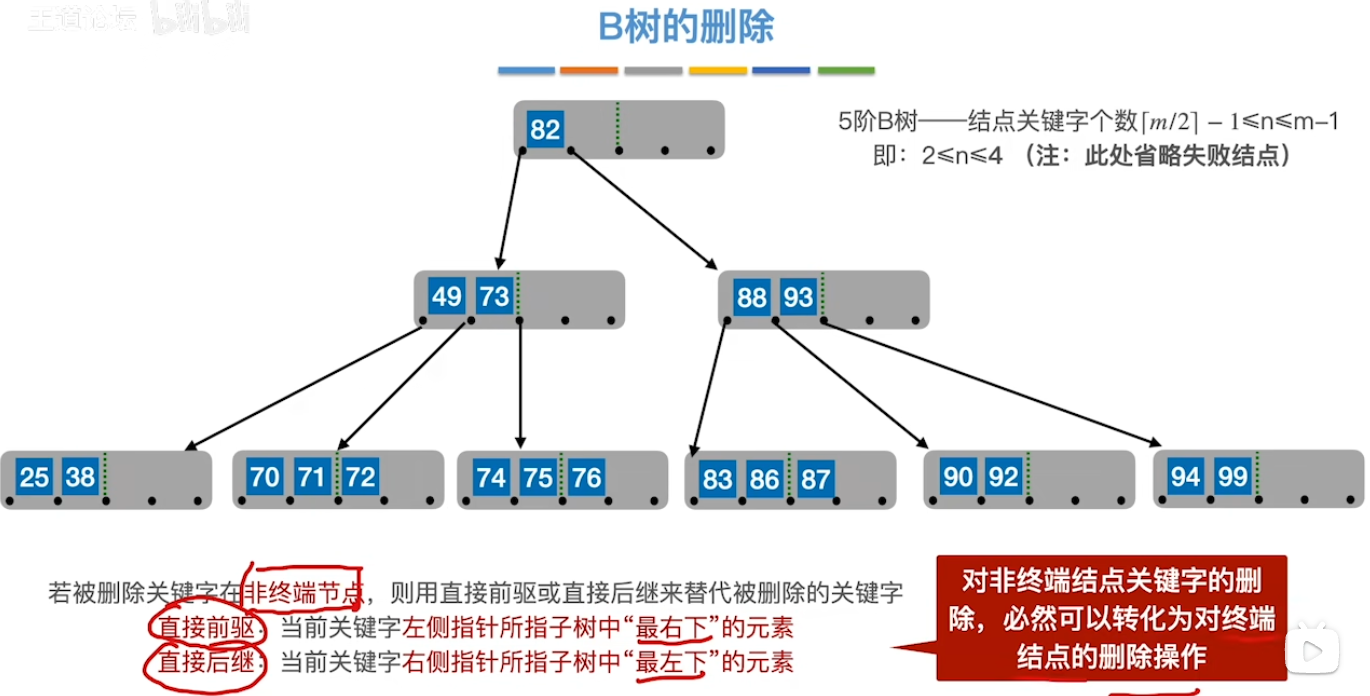 王道论坛 bilibili
B树的删除
82
5阶B树——结点关键字个数⌈m/2⌉ − 1≤n≤m−1
即：2≤n≤4 （注：此处省略失败结点）
49 73
88 93
25 38
70 71 72
74 75 76
83 86 87
90 92
94 99
若被删除关键字在非终端节点，则用直接前驱或直接后继来替代被删除的关键字
直接前驱：当前关键字左侧指针所指子树中“最右下”的元素
直接后继：当前关键字右侧指针所指子树中“最左下”的元素
对非终端结点关键字的删
除，必然可以转化为对终端
结点的删除操作